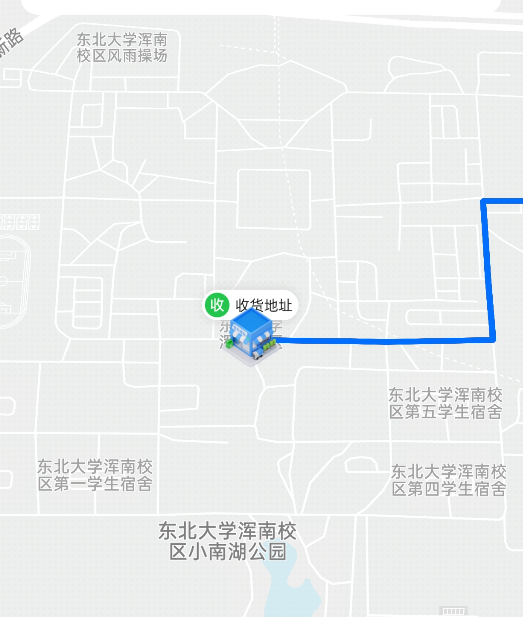 新路
东北大学浑南
校区风雨操场
收 收货地址
东北大学浑南校
区第五学生宿舍
东北大学浑南校
区第一学生宿舍
东北大学浑南校
区第四学生宿舍
东北大学浑南校
区小南湖公园